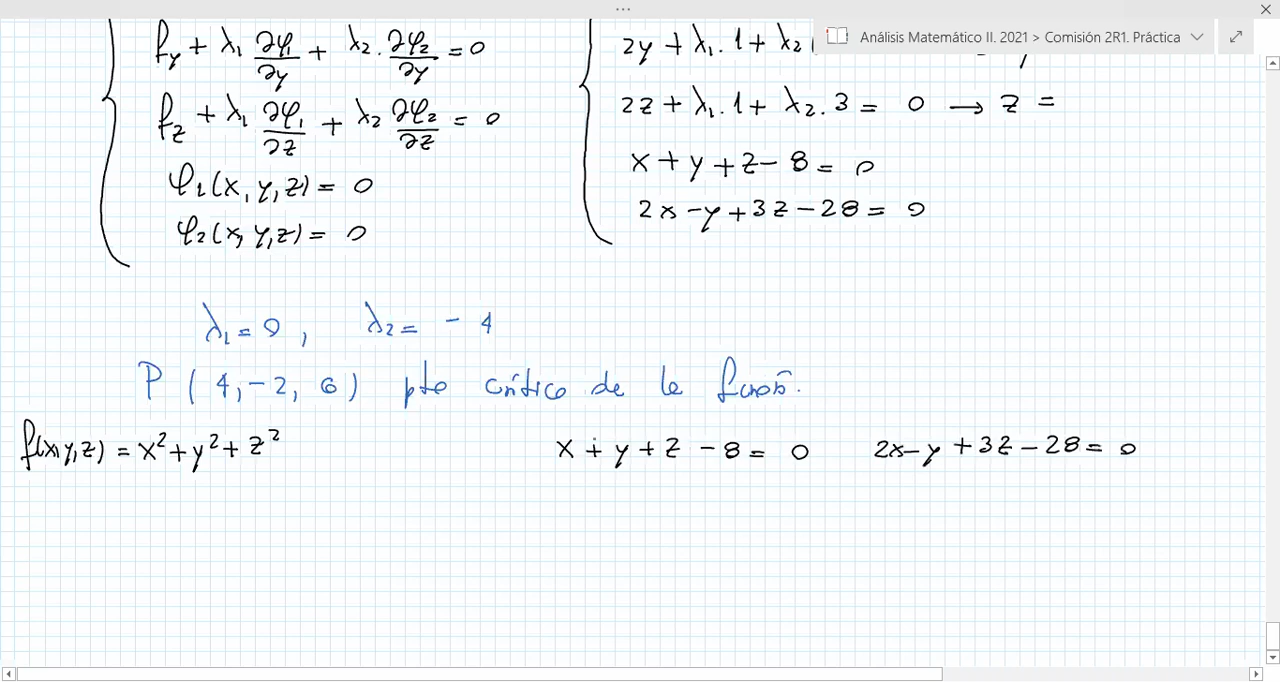 Análisis Matemático II. 2021 > Comisión 2R1. Práctica
f_y + λ₁ ∂φ₁/∂y + λ₂ . ∂φ₂/∂y = 0
f_z + λ₁ ∂φ₁/∂z + λ₂ ∂φ₂/∂z = 0
φ₁(x, y, z) = 0
φ₂(x, y, z) = 0
2y + λ₁ . 1 + λ₂
2z + λ₁ . 1 + λ₂ . 3 = 0 → z =
x + y + z - 8 = 0
2x - y + 3z - 28 = 0
λ₁ = 0 , λ₂ = - 4
P ( 4, -2, 6 ) pto crítico de la
f(x,y,z) = x² + y² + z² x + y + z - 8 = 0 2x - y + 3z - 28 = 0